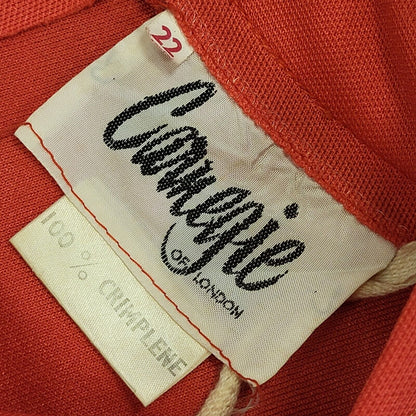 22
Carnegie
OF LONDON
100 % CRIMPLENE